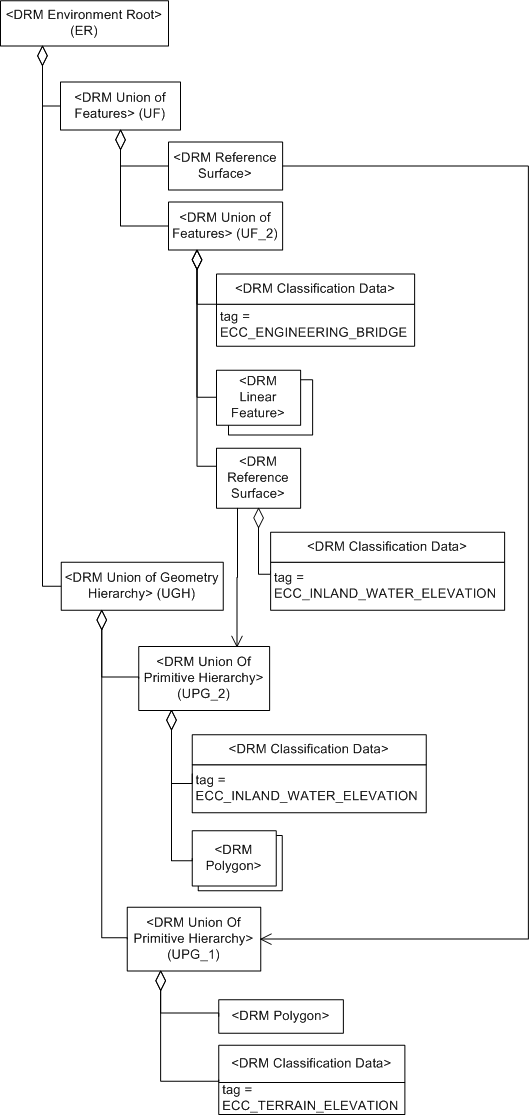 <DRM Environment Root>
(ER)
<DRM Union of
Features> (UF)
<DRM Reference
Surface>
<DRM Union of
Features> (UF_2)
<DRM Classification Data>
tag =
ECC_ENGINEERING_BRIDGE
<DRM
Linear
Feature>
<DRM
Reference
Surface>
<DRM Classification Data>
tag =
ECC_INLAND_WATER_ELEVATION
<DRM Union of Geometry
Hierarchy> (UGH)
<DRM Union Of
Primitive Hierarchy>
(UPG_2)
<DRM Classification Data>
tag =
ECC_INLAND_WATER_ELEVATION
<DRM
Polygon>
<DRM Union Of
Primitive Hierarchy>
(UPG_1)
<DRM Polygon>
<DRM Classification Data>
tag =
ECC_TERRAIN_ELEVATION